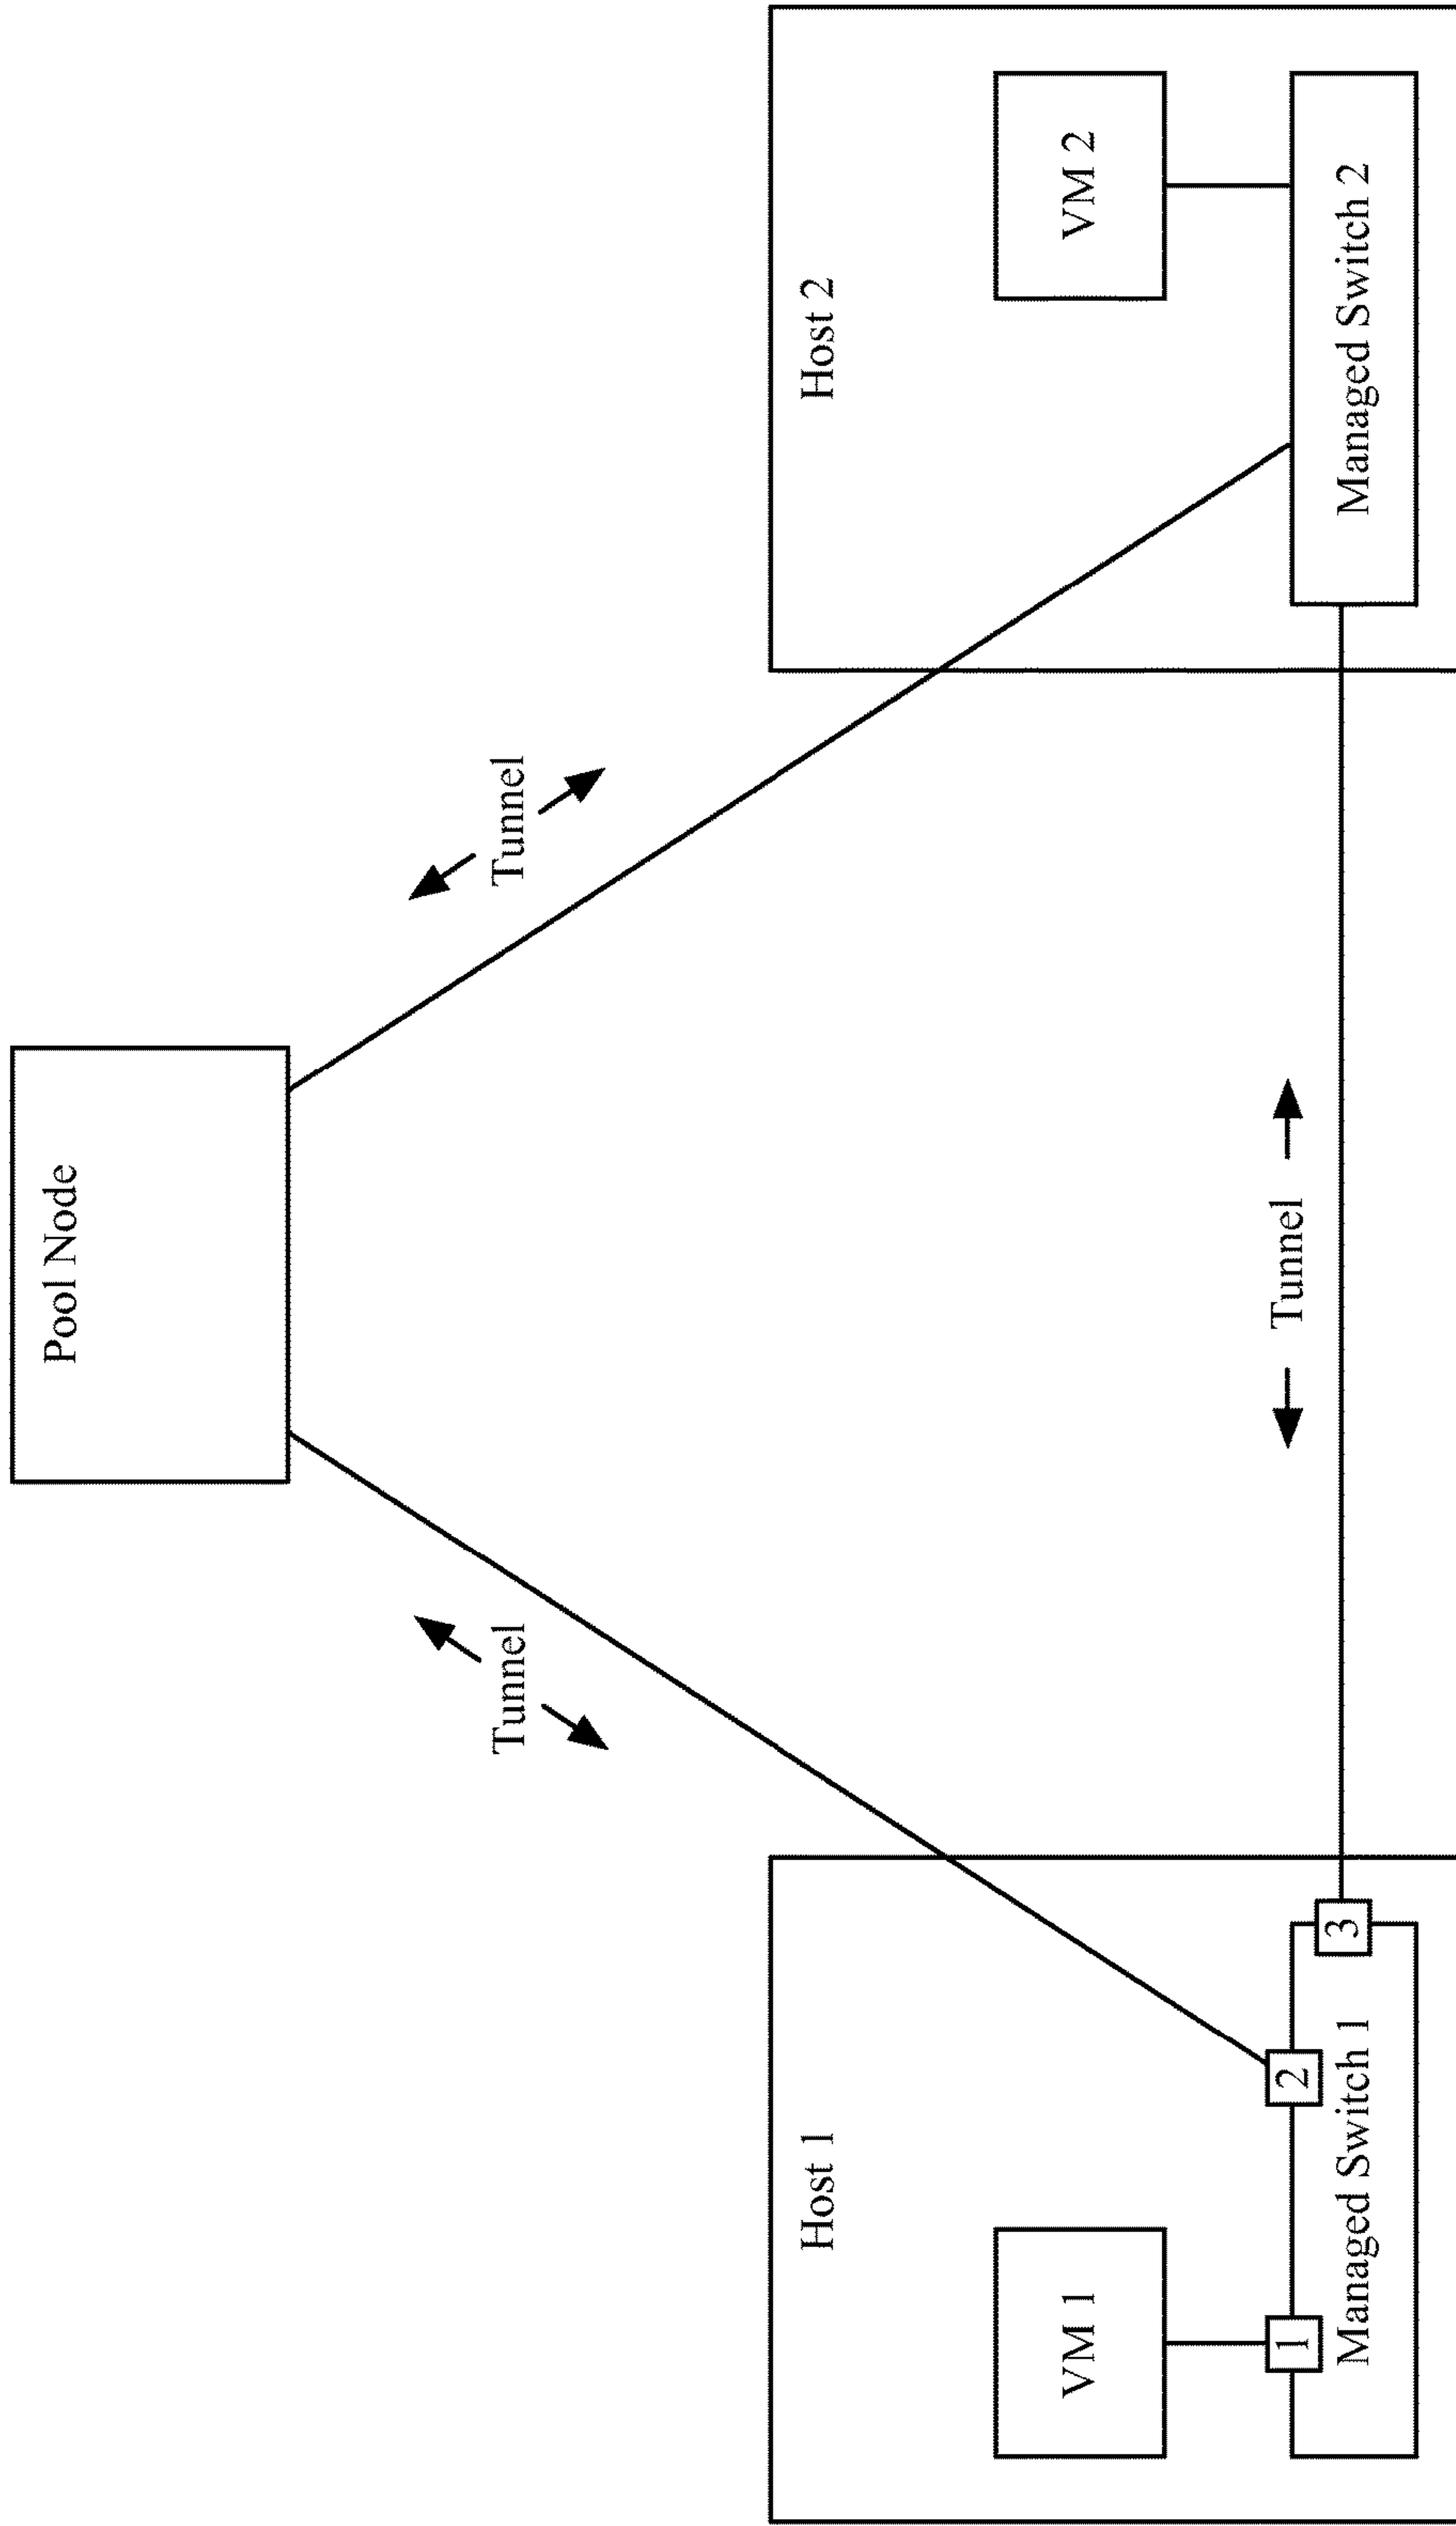 Pool Node
Tunnel
Tunnel
Host 1
Host 2
VM 1
VM 2
Tunnel
1
2
3
Managed Switch 1
Managed Switch 2